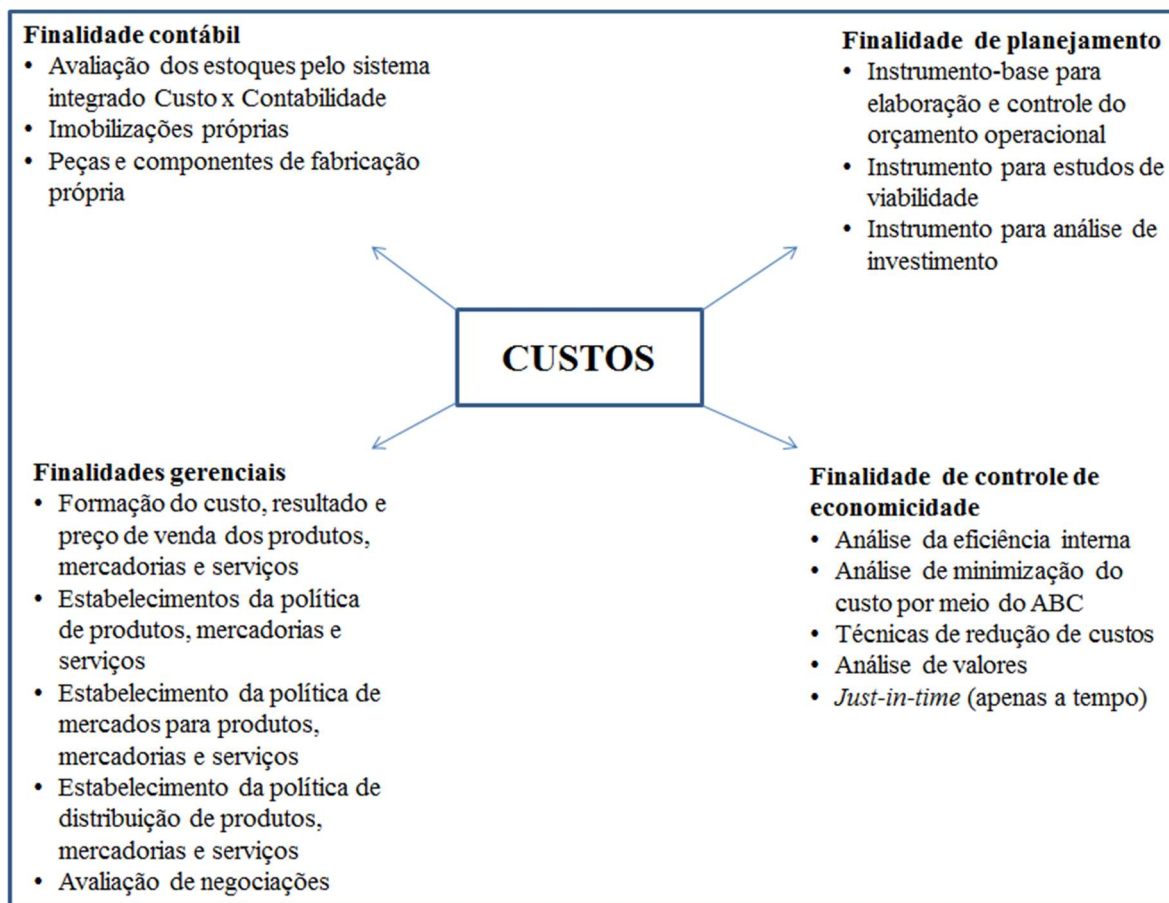 Finalidade contábil
• Avaliação dos estoques pelo sistema
integrado Custo x Contabilidade
• Imobilizações próprias
• Peças e componentes de fabricação
própria
Finalidade de planejamento
• Instrumento-base para
elaboração e controle do
orçamento operacional
• Instrumento para estudos de
viabilidade
• Instrumento para análise de
investimento
CUSTOS
Finalidades gerenciais
• Formação do custo, resultado e
preço de venda dos produtos,
mercadorias e serviços
• Estabelecimentos da política
de produtos, mercadorias e
serviços
• Estabelecimento da política de
mercados para produtos,
mercadorias e serviços
• Estabelecimento da política de
distribuição de produtos,
mercadorias e serviços
• Avaliação de negociações
Finalidade de controle de
economicidade
• Análise da eficiência interna
• Análise de minimização do
custo por meio do ABC
• Técnicas de redução de custos
• Análise de valores
• Just-in-time (apenas a tempo)